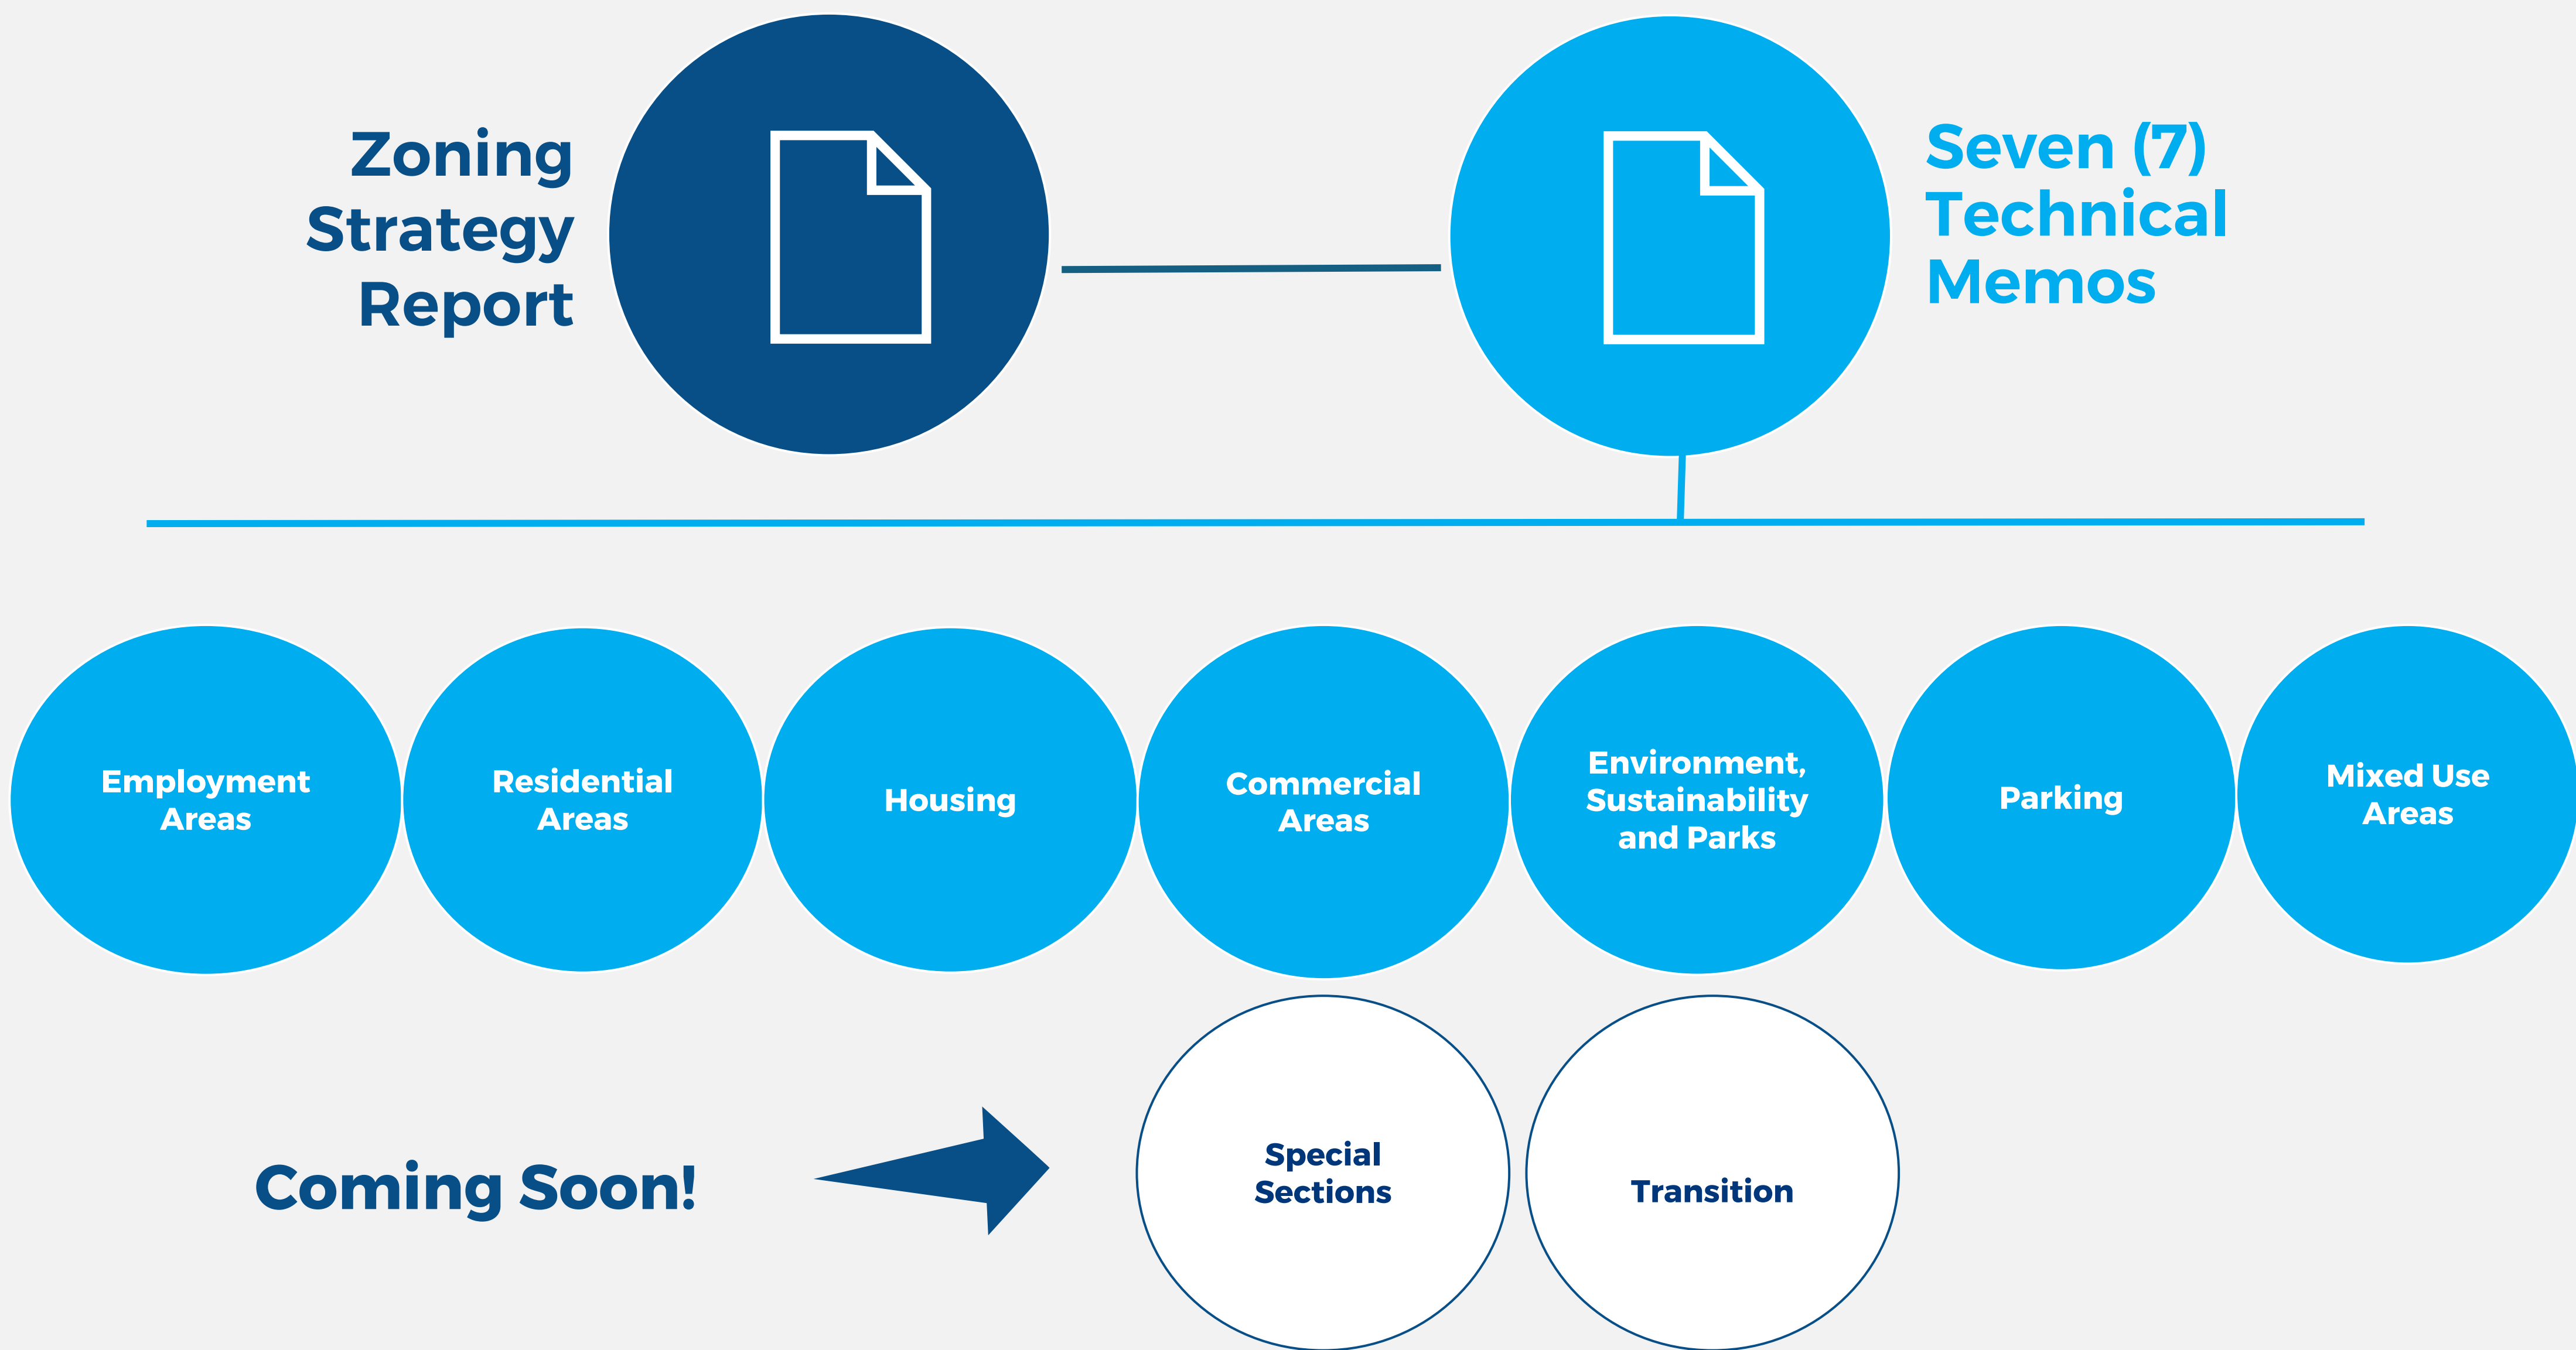 Zoning
Strategy
Report
Seven (7)
Technical
Memos
Employment
Areas
Residential
Areas
Housing
Commercial
Areas
Environment,
Sustainability
and Parks
Parking
Mixed Use
Areas
Coming Soon!
Special
Sections
Transition